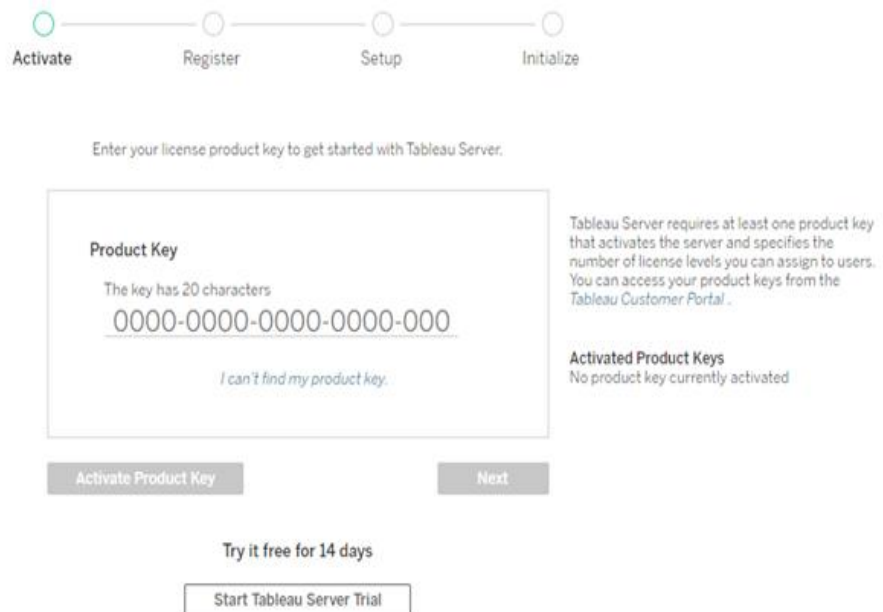 Activate
Register
Setup
Initialize
Enter your license product key to get started with Tableau Server.
Product Key
The key has 20 characters
0000-0000-0000-0000-000
I can't find my product key.
Activate Product Key
Next
Try it free for 14 days
Start Tableau Server Trial
Tableau Server requires at least one product key
that activates the server and specifies the
number of license levels you can assign to users.
You can access your product keys from the
Tableau Customer Portal .
Activated Product Keys
No product key currently activated